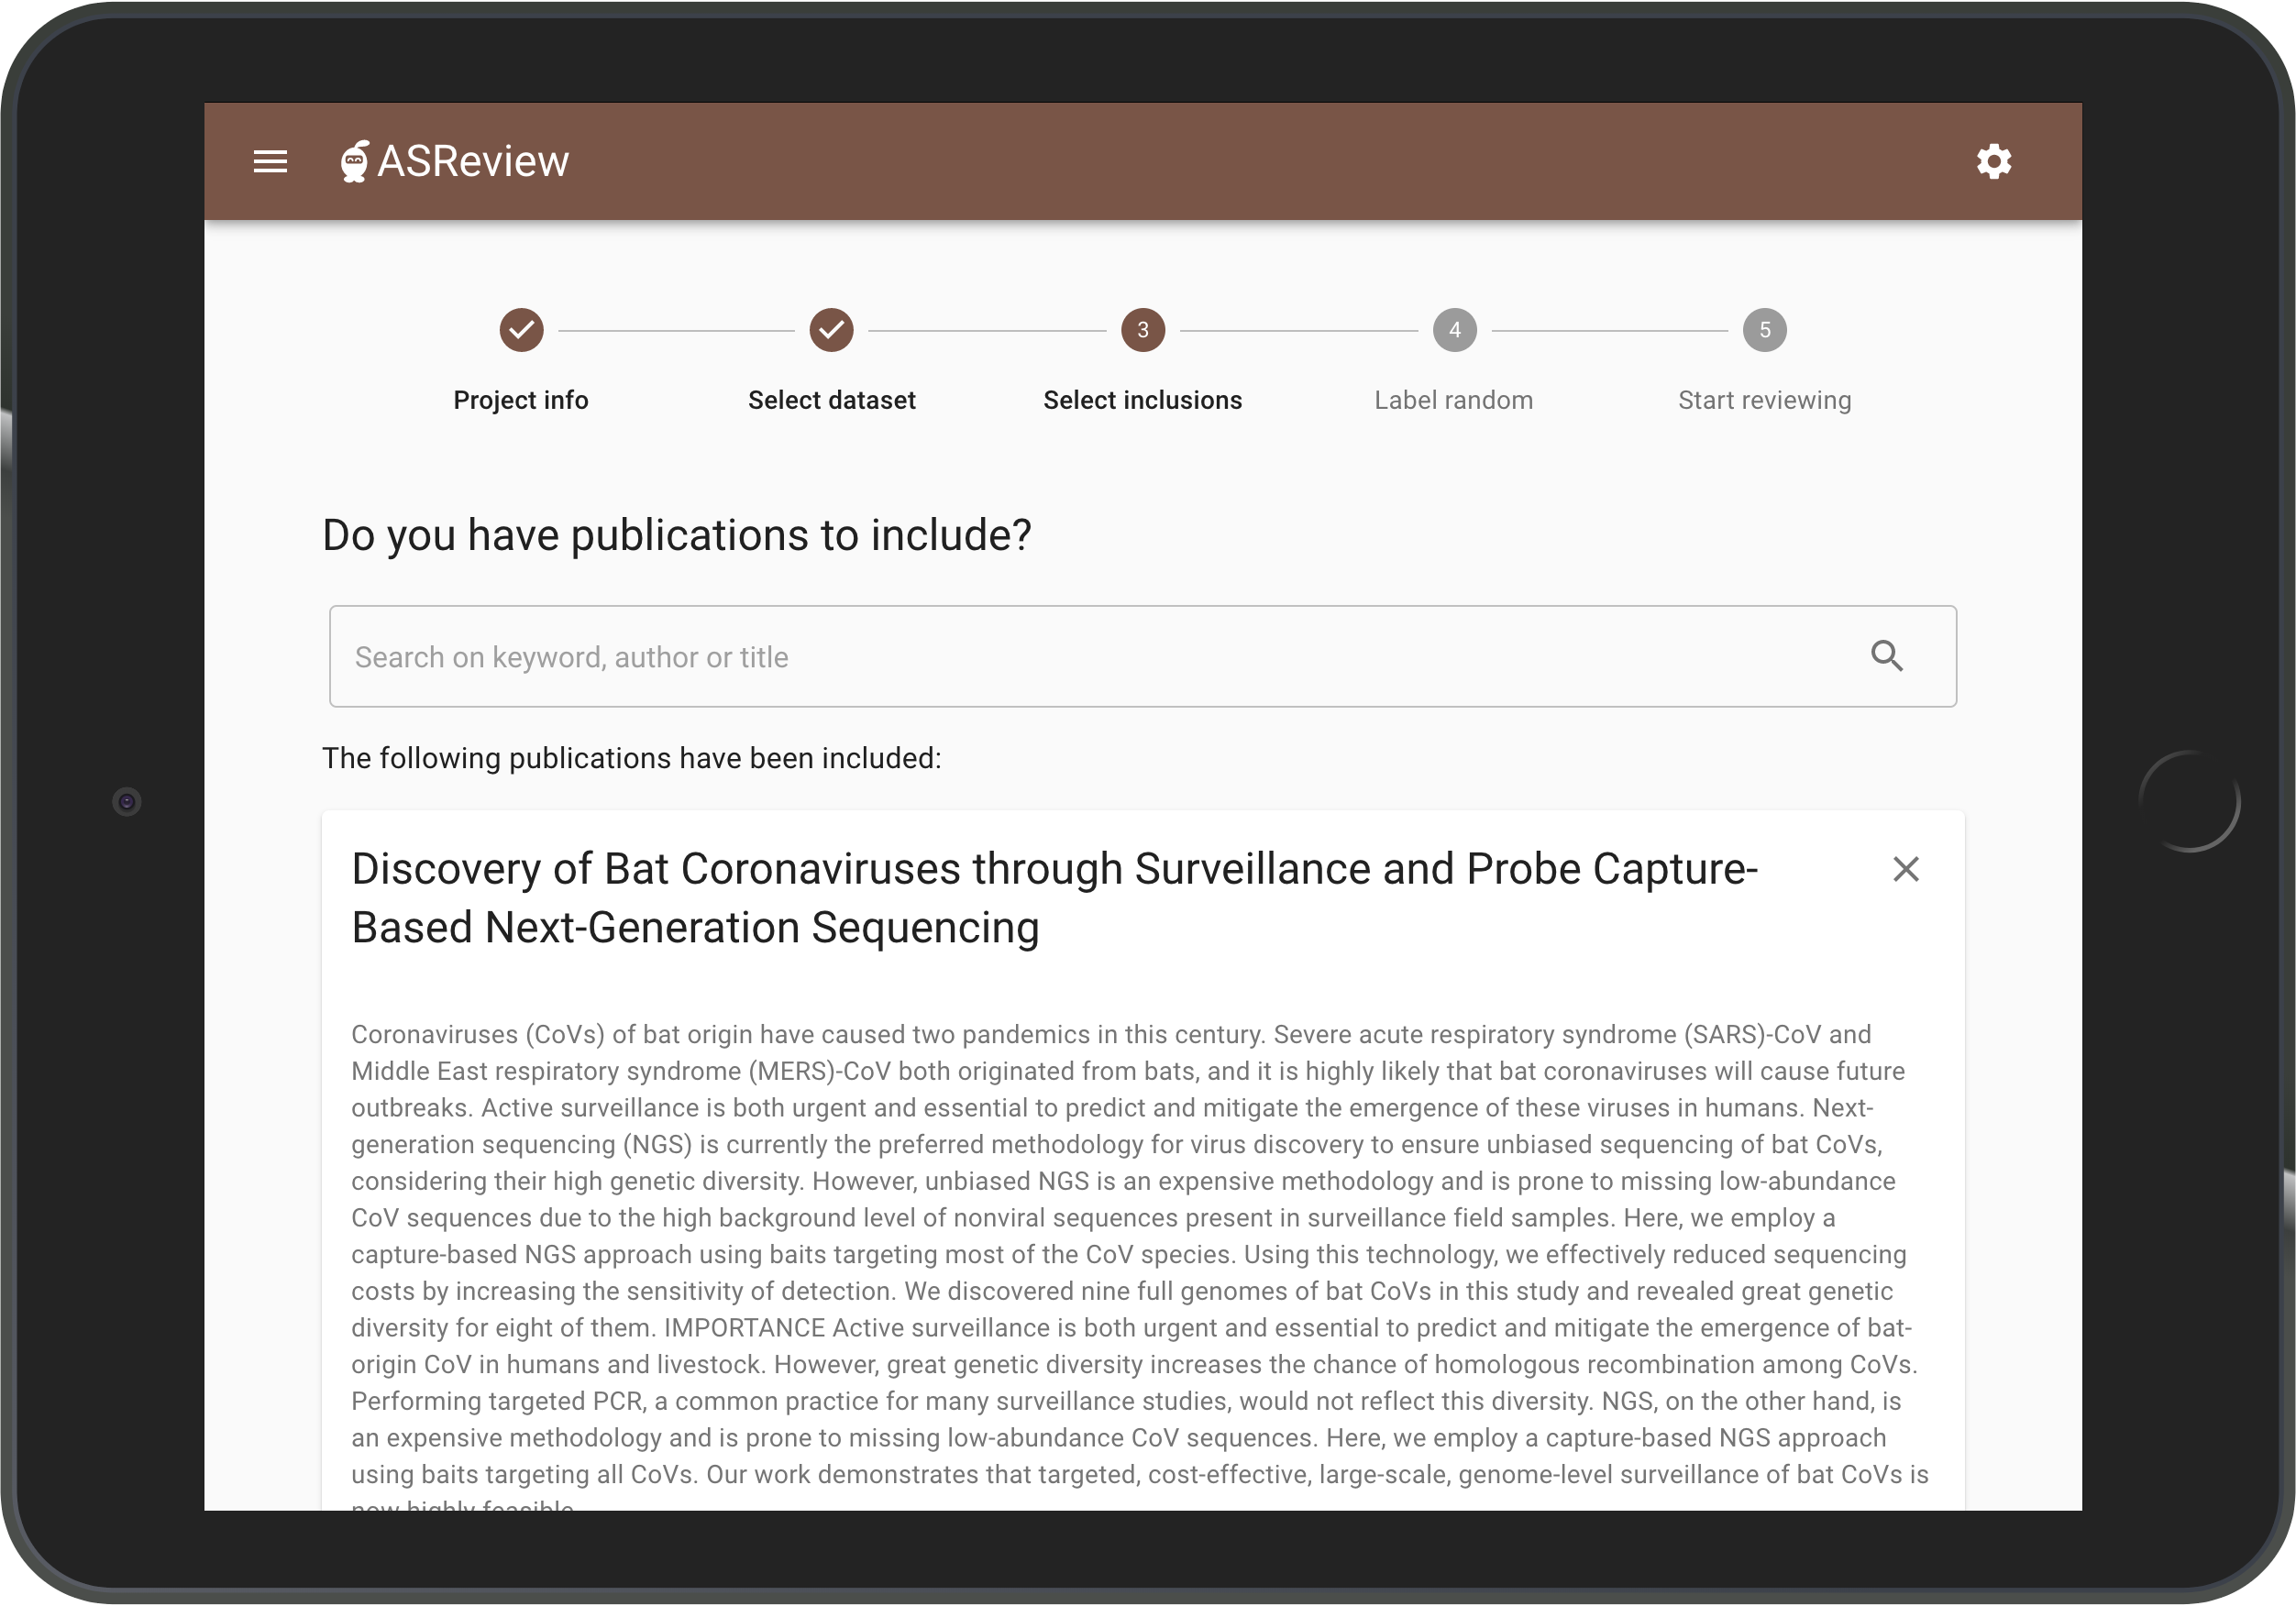 ASReview
3
4
5
Project info
Select dataset
Select inclusions
Label random
Start reviewing
Do you have publications to include?
Search on keyword, author or title
The following publications have been included:
Discovery of Bat Coronaviruses through Surveillance and Probe Capture-
Based Next-Generation Sequencing
Coronaviruses (CoVs) of bat origin have caused two pandemics in this century. Severe acute respiratory syndrome (SARS)-CoV and
Middle East respiratory syndrome (MERS)-CoV both originated from bats, and it is highly likely that bat coronaviruses will cause future
outbreaks. Active surveillance is both urgent and essential to predict and mitigate the emergence of these viruses in humans. Next-
generation sequencing (NGS) is currently the preferred methodology for virus discovery to ensure unbiased sequencing of bat CoVs,
considering their high genetic diversity. However, unbiased NGS is an expensive methodology and is prone to missing low-abundance
CoV sequences due to the high background level of nonviral sequences present in surveillance field samples. Here, we employ a
capture-based NGS approach using baits targeting most of the CoV species. Using this technology, we effectively reduced sequencing
costs by increasing the sensitivity of detection. We discovered nine full genomes of bat CoVs in this study and revealed great genetic
diversity for eight of them. IMPORTANCE Active surveillance is both urgent and essential to predict and mitigate the emergence of bat-
origin CoV in humans and livestock. However, great genetic diversity increases the chance of homologous recombination among CoVs.
Performing targeted PCR, a common practice for many surveillance studies, would not reflect this diversity. NGS, on the other hand, is
an expensive methodology and is prone to missing low-abundance CoV sequences. Here, we employ a capture-based NGS approach
using baits targeting all CoVs. Our work demonstrates that targeted, cost-effective, large-scale, genome-level surveillance of bat CoVs is
now highly feasible